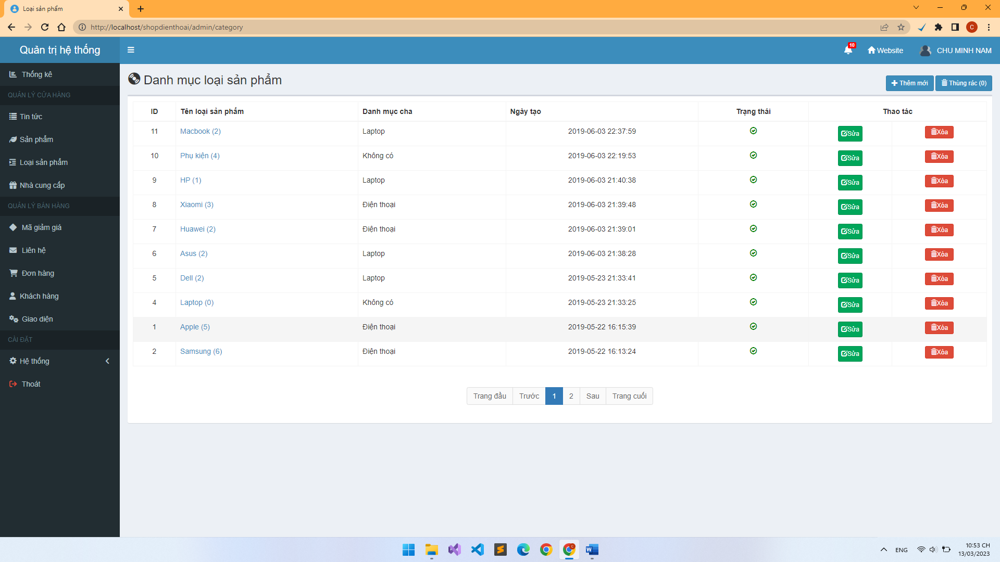 Loại sản phẩm
http://localhost/shopdienthoai/admin/category
C
Quản trị hệ thống
10
Website
CHU MINH NAM
Thống kê
QUẢN LÝ CỬA HÀNG
Tin tức
Sản phẩm
Loại sản phẩm
Nhà cung cấp
QUẢN LÝ BÁN HÀNG
Mã giảm giá
Liên hệ
Đơn hàng
Khách hàng
Giao diện
CÀI ĐẶT
Hệ thống
Thoát
Danh mục loại sản phẩm
Thêm mới
Thùng rác (0)
ID Tên loại sản phẩm Danh mục cha Ngày tạo Trạng thái Thao tác
11 Macbook (2) Laptop 2019-06-03 22:37:59 Sửa Xóa
10 Phụ kiện (4) Không có 2019-06-03 22:19:53 Sửa Xóa
9 HP (1) Laptop 2019-06-03 21:40:38 Sửa Xóa
8 Xiaomi (3) Điện thoại 2019-06-03 21:39:48 Sửa Xóa
7 Huawei (2) Điện thoại 2019-06-03 21:39:01 Sửa Xóa
6 Asus (2) Laptop 2019-06-03 21:38:28 Sửa Xóa
5 Dell (2) Laptop 2019-05-23 21:33:41 Sửa Xóa
4 Laptop (0) Không có 2019-05-23 21:33:25 Sửa Xóa
1 Apple (5) Điện thoại 2019-05-22 16:15:39 Sửa Xóa
2 Samsung (6) Điện thoại 2019-05-22 16:13:24 Sửa Xóa
Trang đầu Trước 1 2 Sau Trang cuối
ENG
10:53 CH
13/03/2023